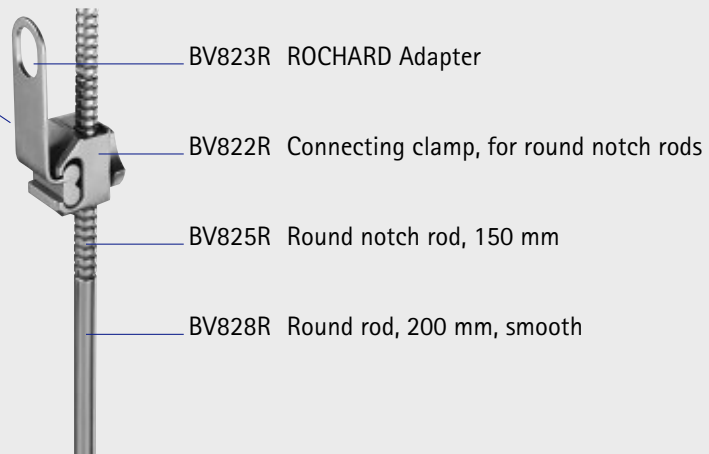 BV823R ROCHARD Adapter
BV822R Connecting clamp, for round notch rods
BV825R Round notch rod, 150 mm
BV828R Round rod, 200 mm, smooth